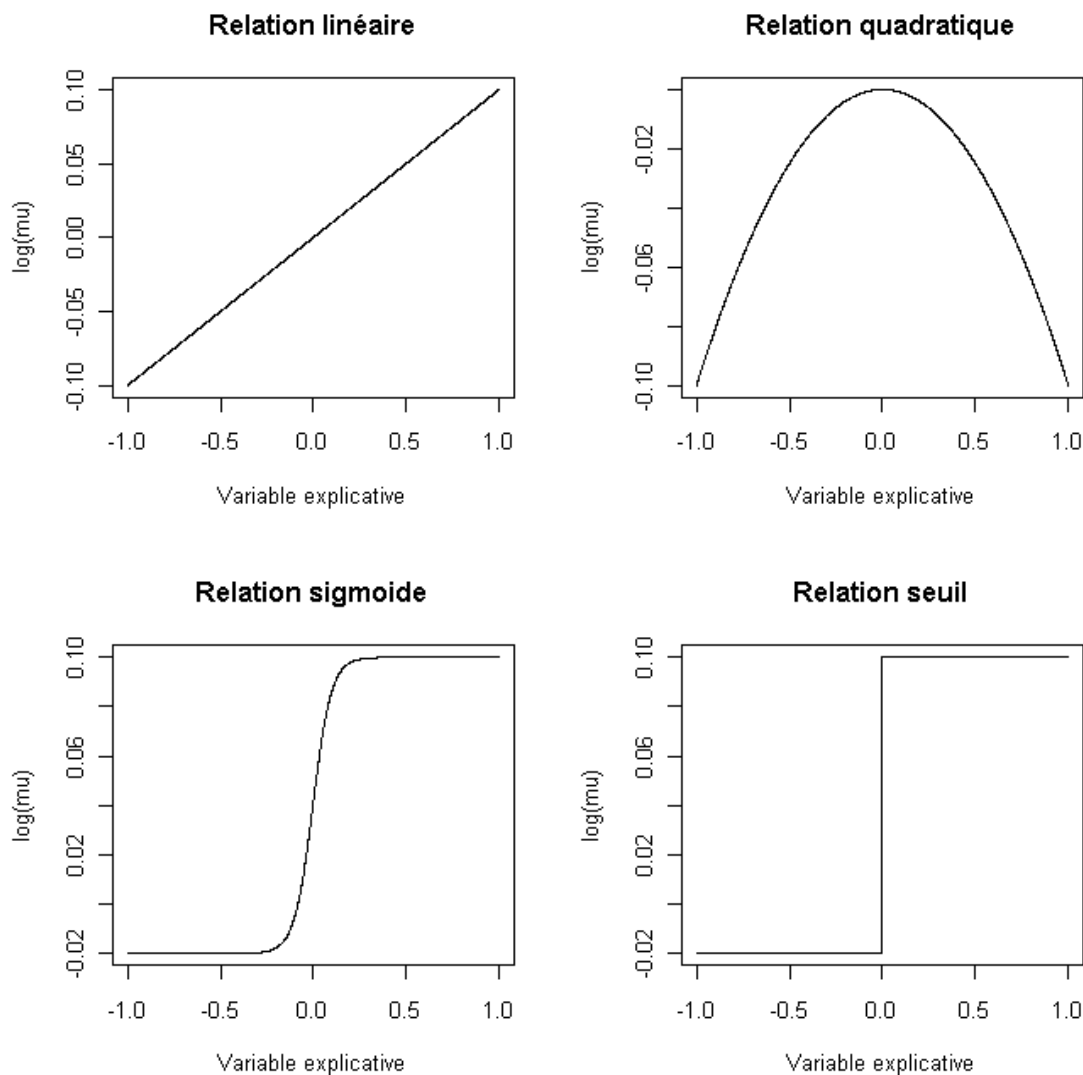 Relation linéaire
log(mu)
0.10
0.05
0.00
-0.05
-0.10
-1.0 -0.5 0.0 0.5 1.0
Variable explicative
Relation quadratique
log(mu)
-0.02
-0.06
-0.10
-1.0 -0.5 0.0 0.5 1.0
Variable explicative
Relation sigmoide
log(mu)
0.10
0.06
0.02
-0.02
-1.0 -0.5 0.0 0.5 1.0
Variable explicative
Relation seuil
log(mu)
0.10
0.06
0.02
-0.02
-1.0 -0.5 0.0 0.5 1.0
Variable explicative